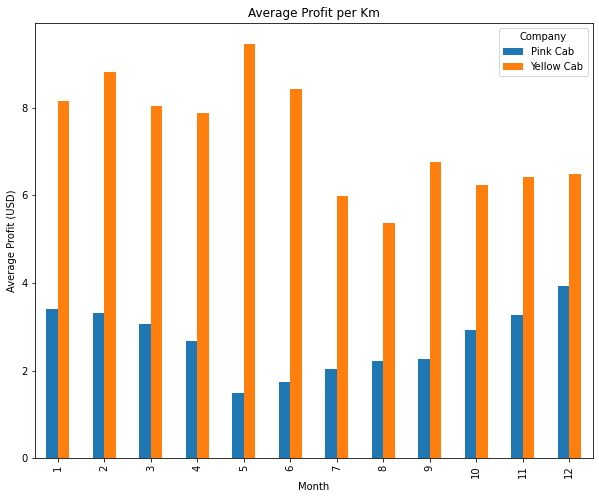 Average Profit per Km
Company
Pink Cab
Yellow Cab
Average Profit (USD)
8
6
4
2
0
1 2 3 4 5 6 7 8 9 10 11 12
Month